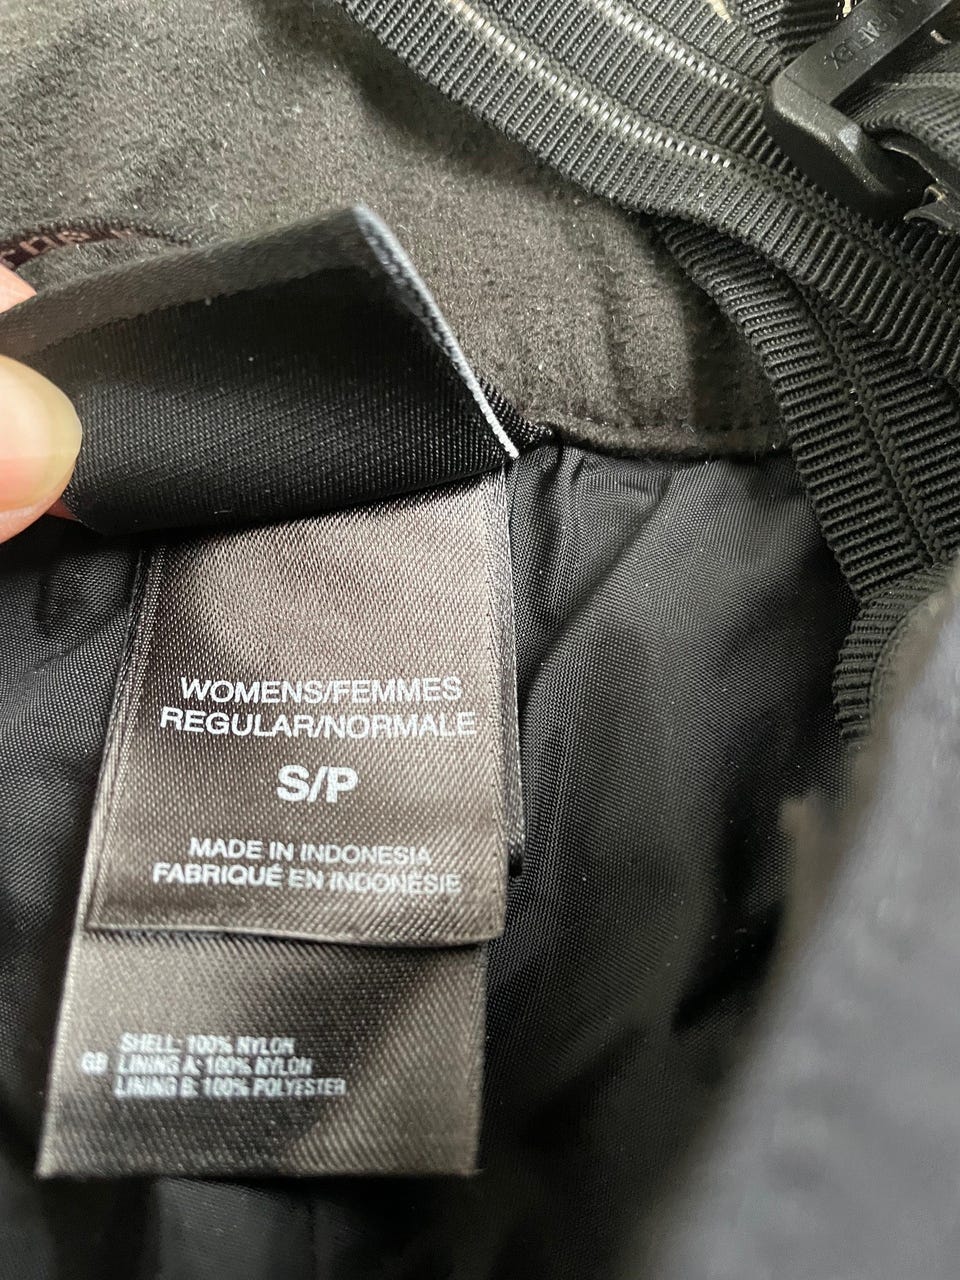 WOMENS/FEMMES
REGULAR/NORMALE
S/P
MADE IN INDONESIA
FABRIQUÉ EN INDONÉSIE
SHELL: 100% NYLON
GB LINING A: 100% NYLON
LINING B: 100% POLYESTER